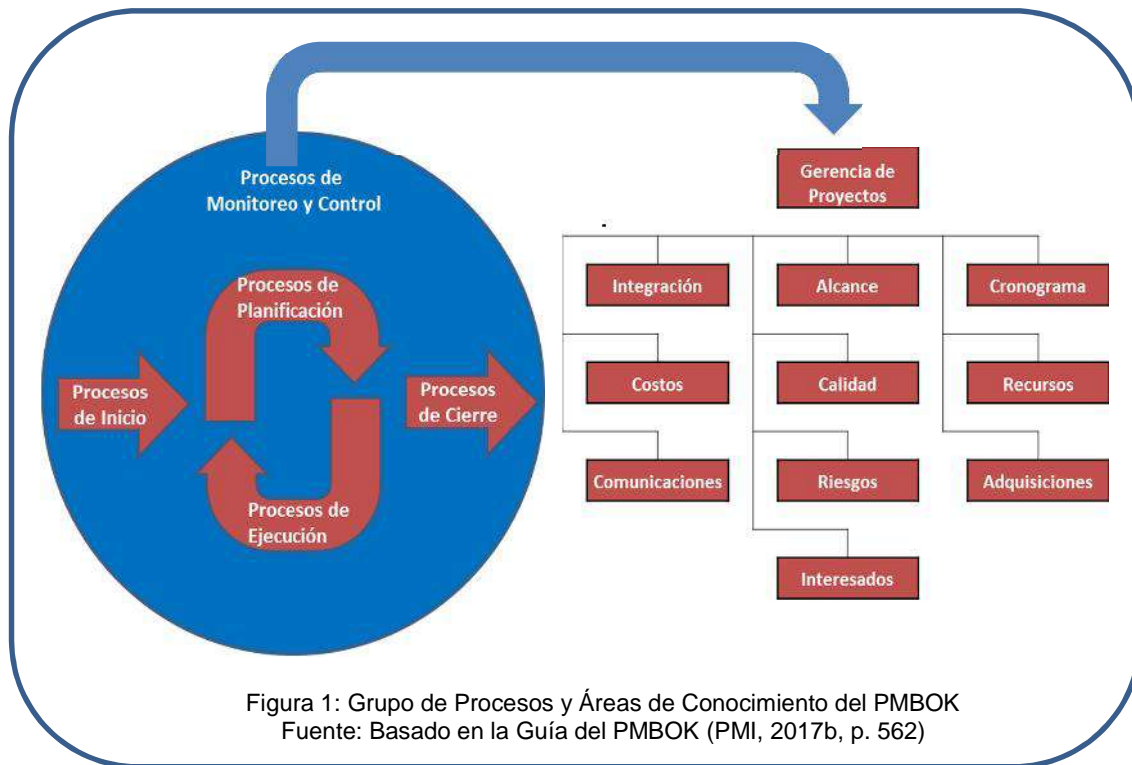 Procesos de
Monitoreo y Control
Procesos de
Planificación
Procesos
de Inicio
Procesos
de Cierre
Procesos de
Ejecución
Gerencia de
Proyectos
Integración
Alcance
Cronograma
Costos
Calidad
Recursos
Comunicaciones
Riesgos
Adquisiciones
Interesados
Figura 1: Grupo de Procesos y Áreas de Conocimiento del PMBOK
Fuente: Basado en la Guía del PMBOK (PMI, 2017b, p. 562)